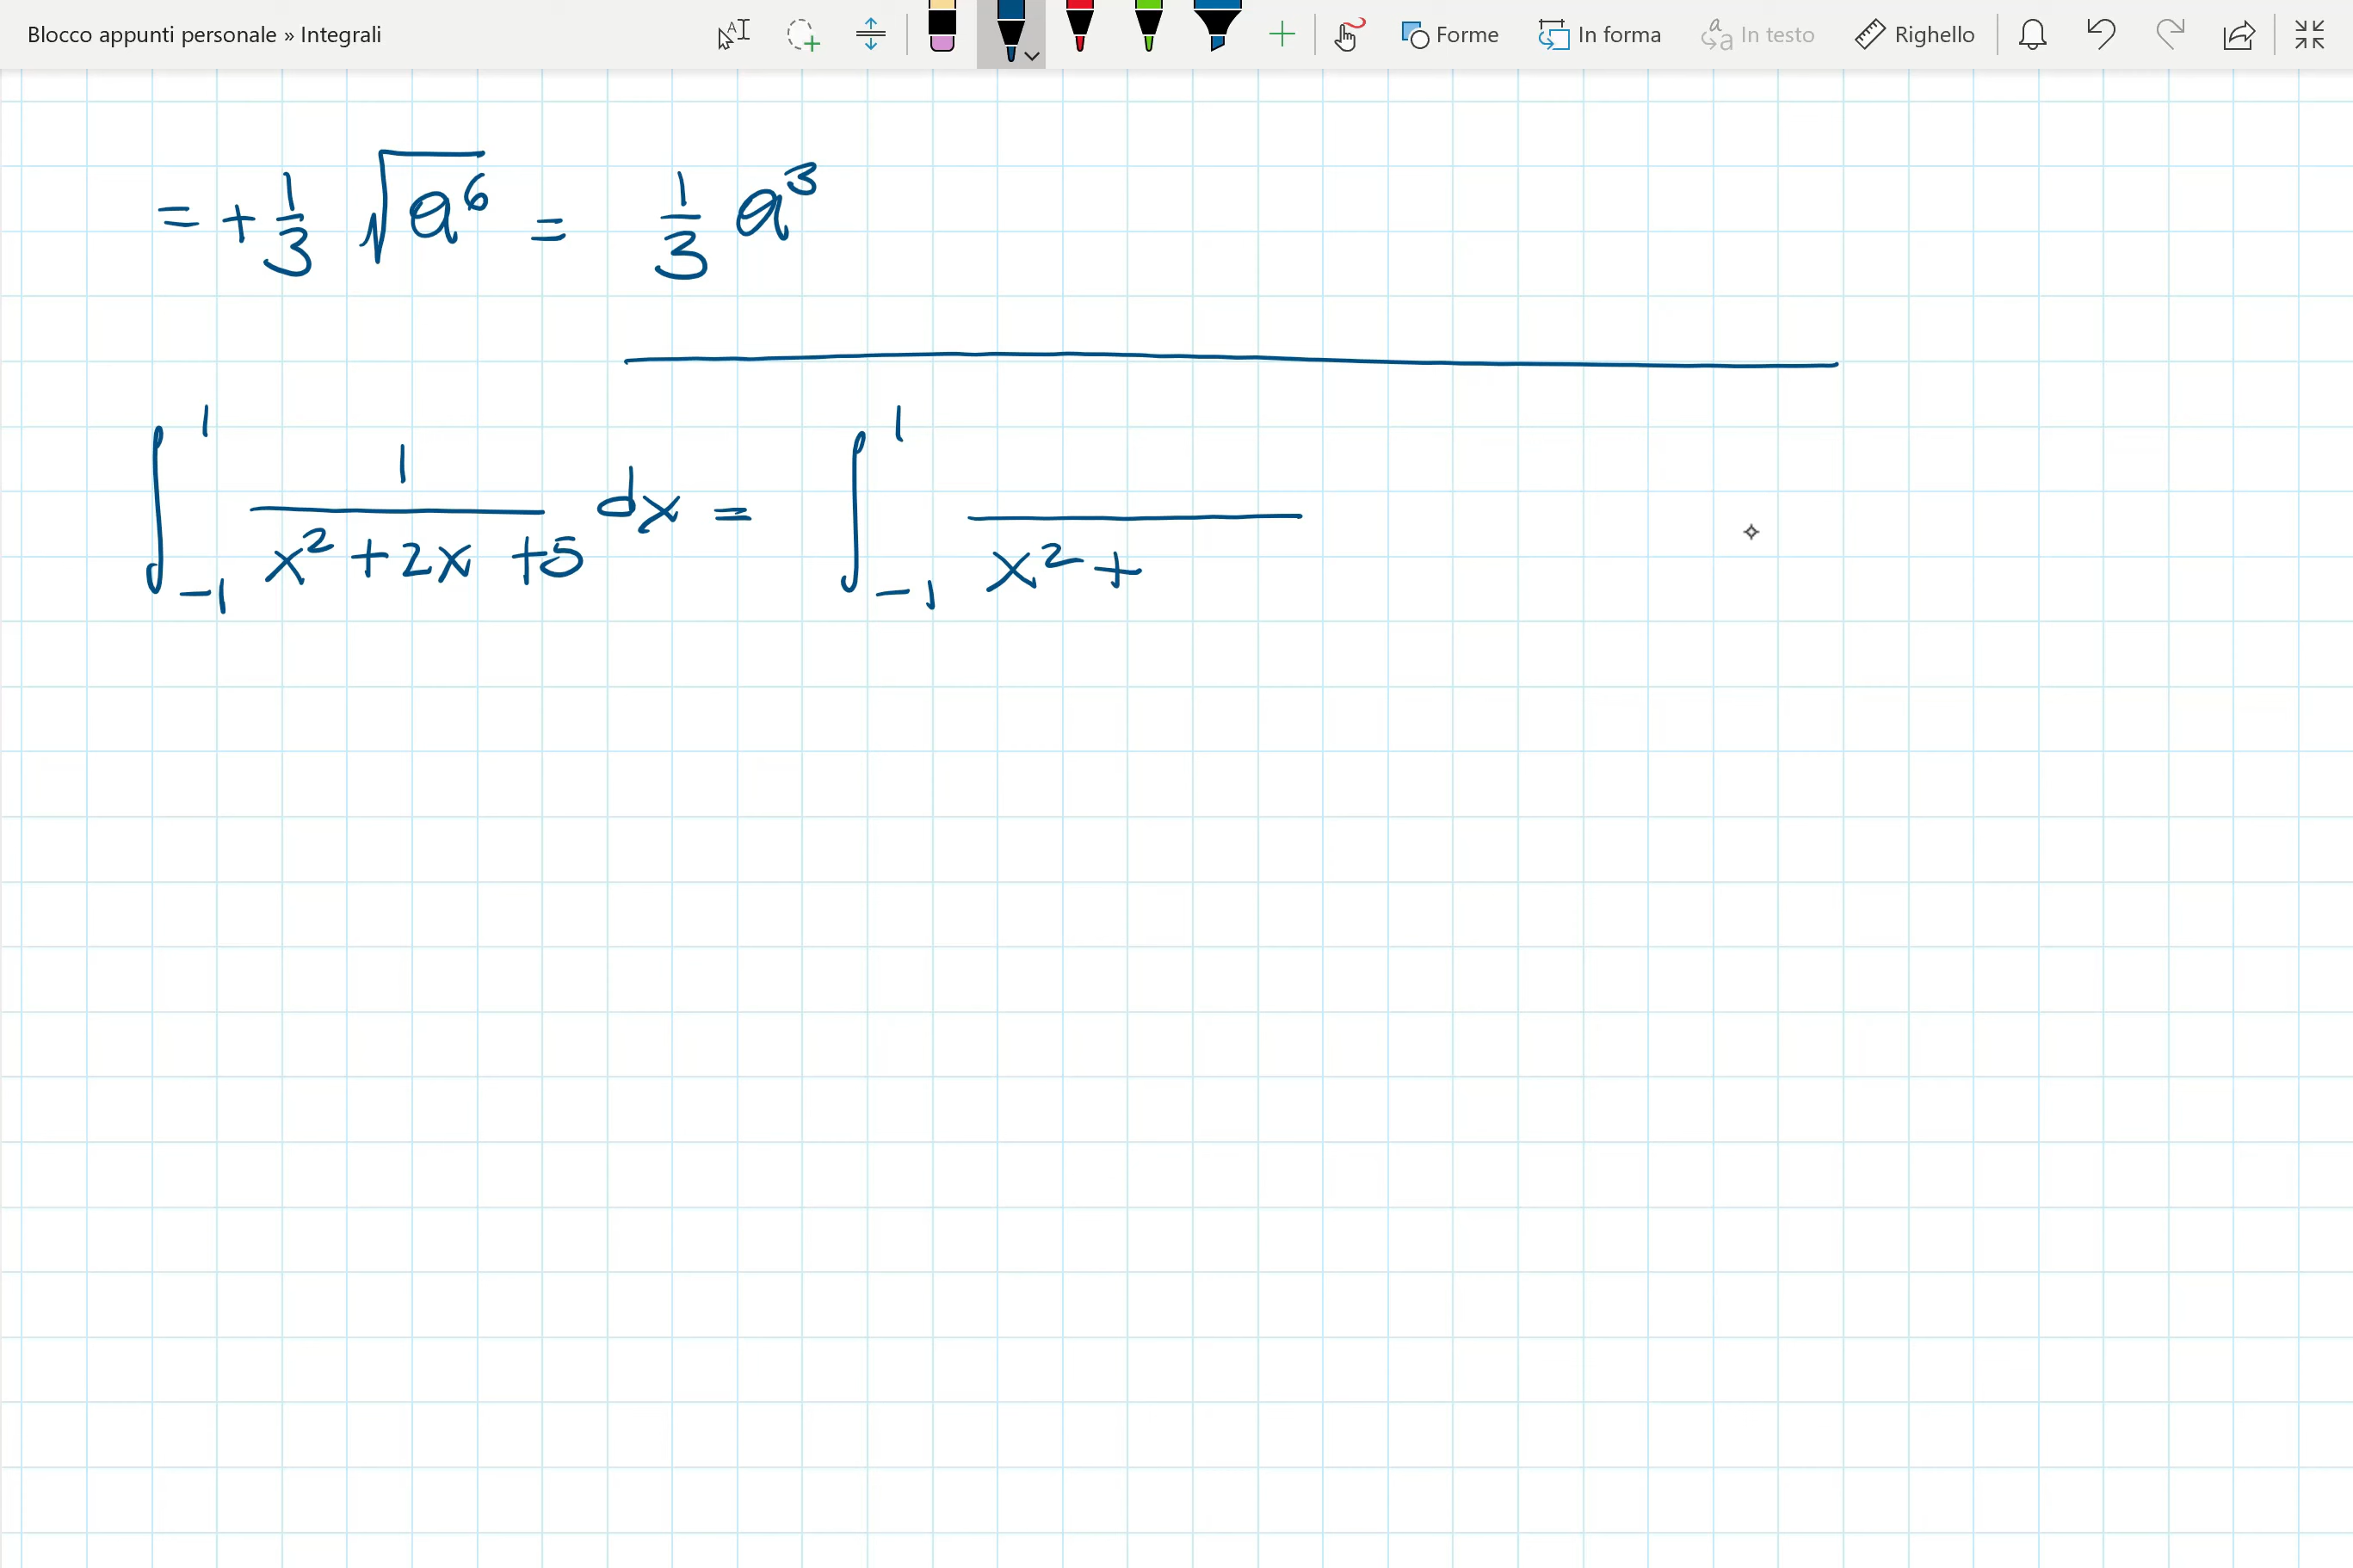 Blocco appunti personale » Integrali
Forme
In forma
In testo
Righello
= + 1/3 √a⁶ = 1/3 a³
∫₋₁¹ 1/(x² + 2x + 5) dx = ∫₋₁¹ /(x² +